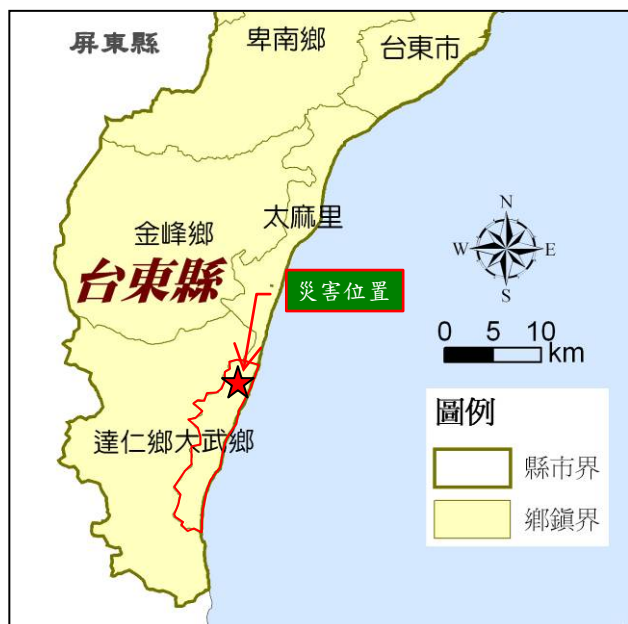 屏東縣
卑南鄉
台東市
太麻里
金峰鄉
台東縣
災害位置
達仁鄉大武鄉
N
W E
S
0 5 10
km
圖例
縣市界
鄉鎮界